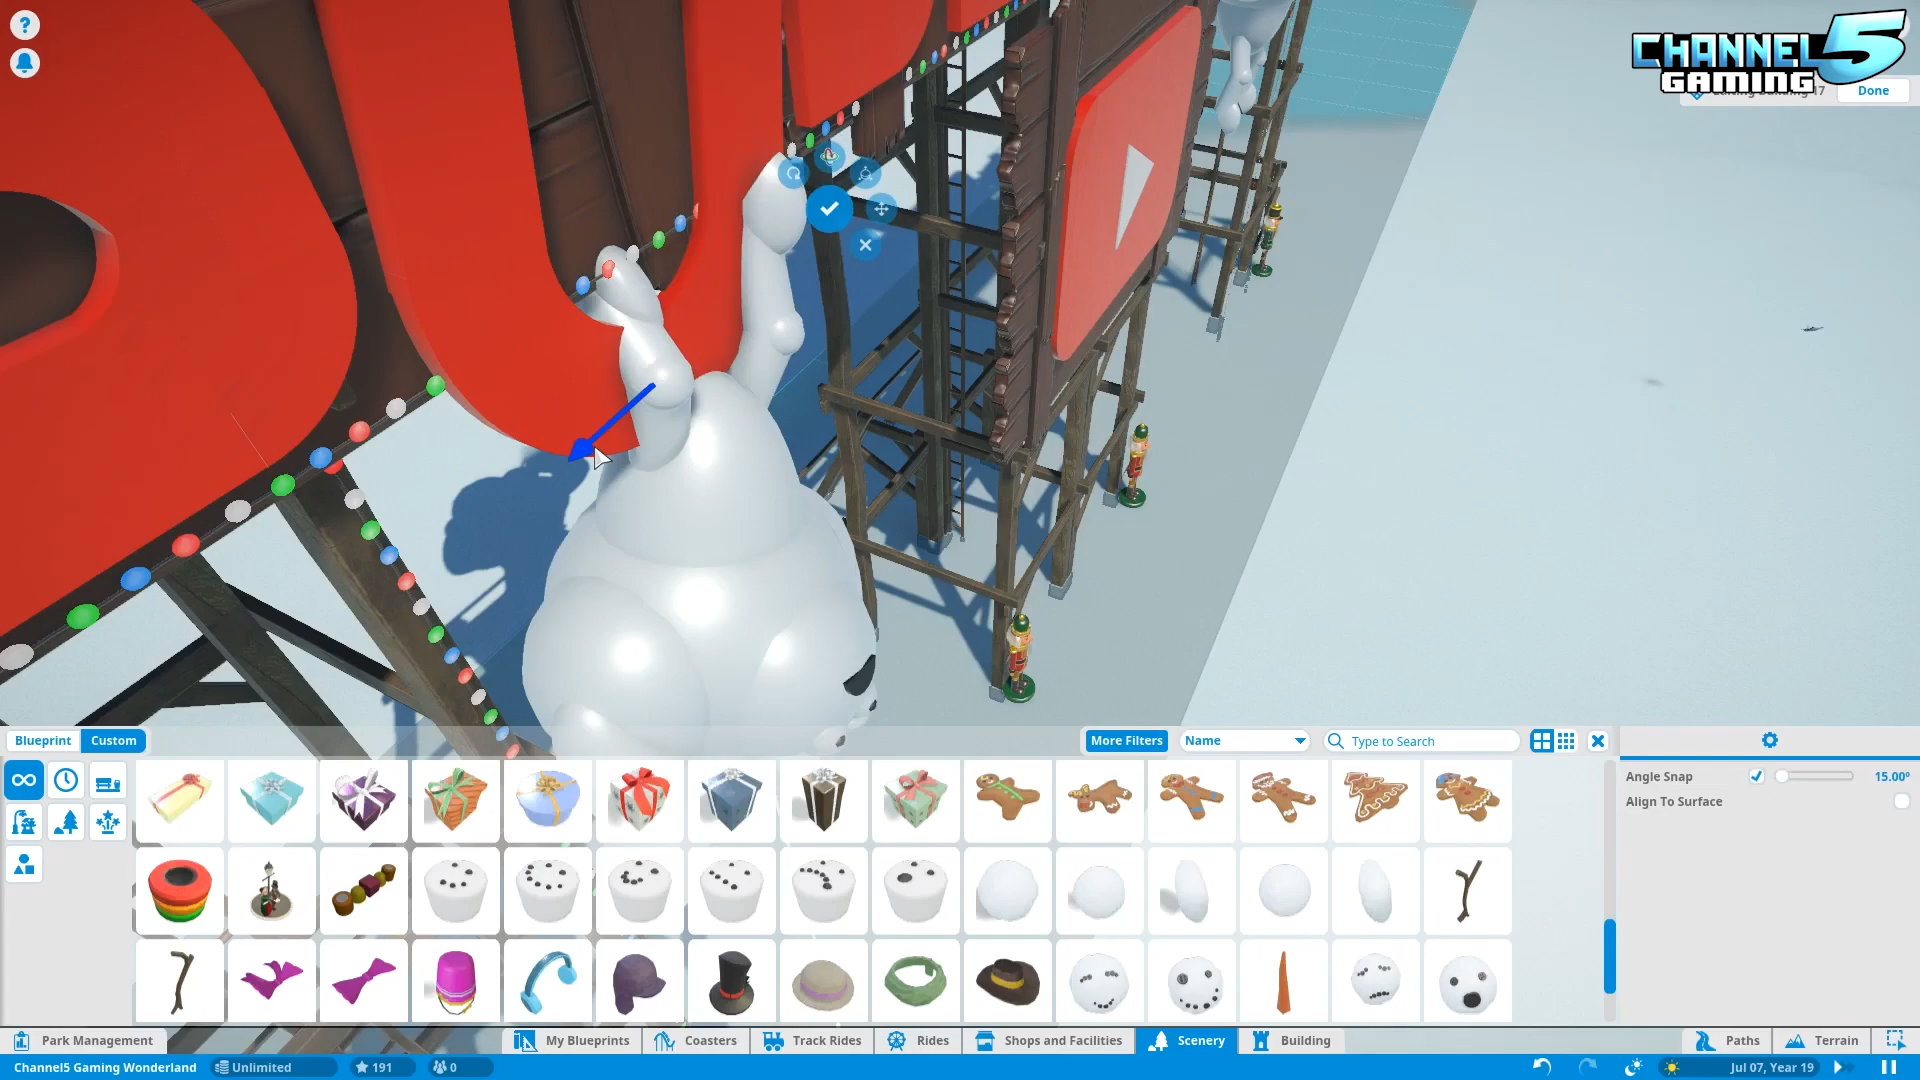 CHANNEL 5
GAMING
Done
Blueprint
Custom
More Filters
Name
Type to Search
Angle Snap
15.00°
Align To Surface
Park Management
My Blueprints
Coasters
Track Rides
Rides
Shops and Facilities
Scenery
Building
Paths
Terrain
Channel5 Gaming Wonderland
Unlimited
191
0
Jul 07, Year 19